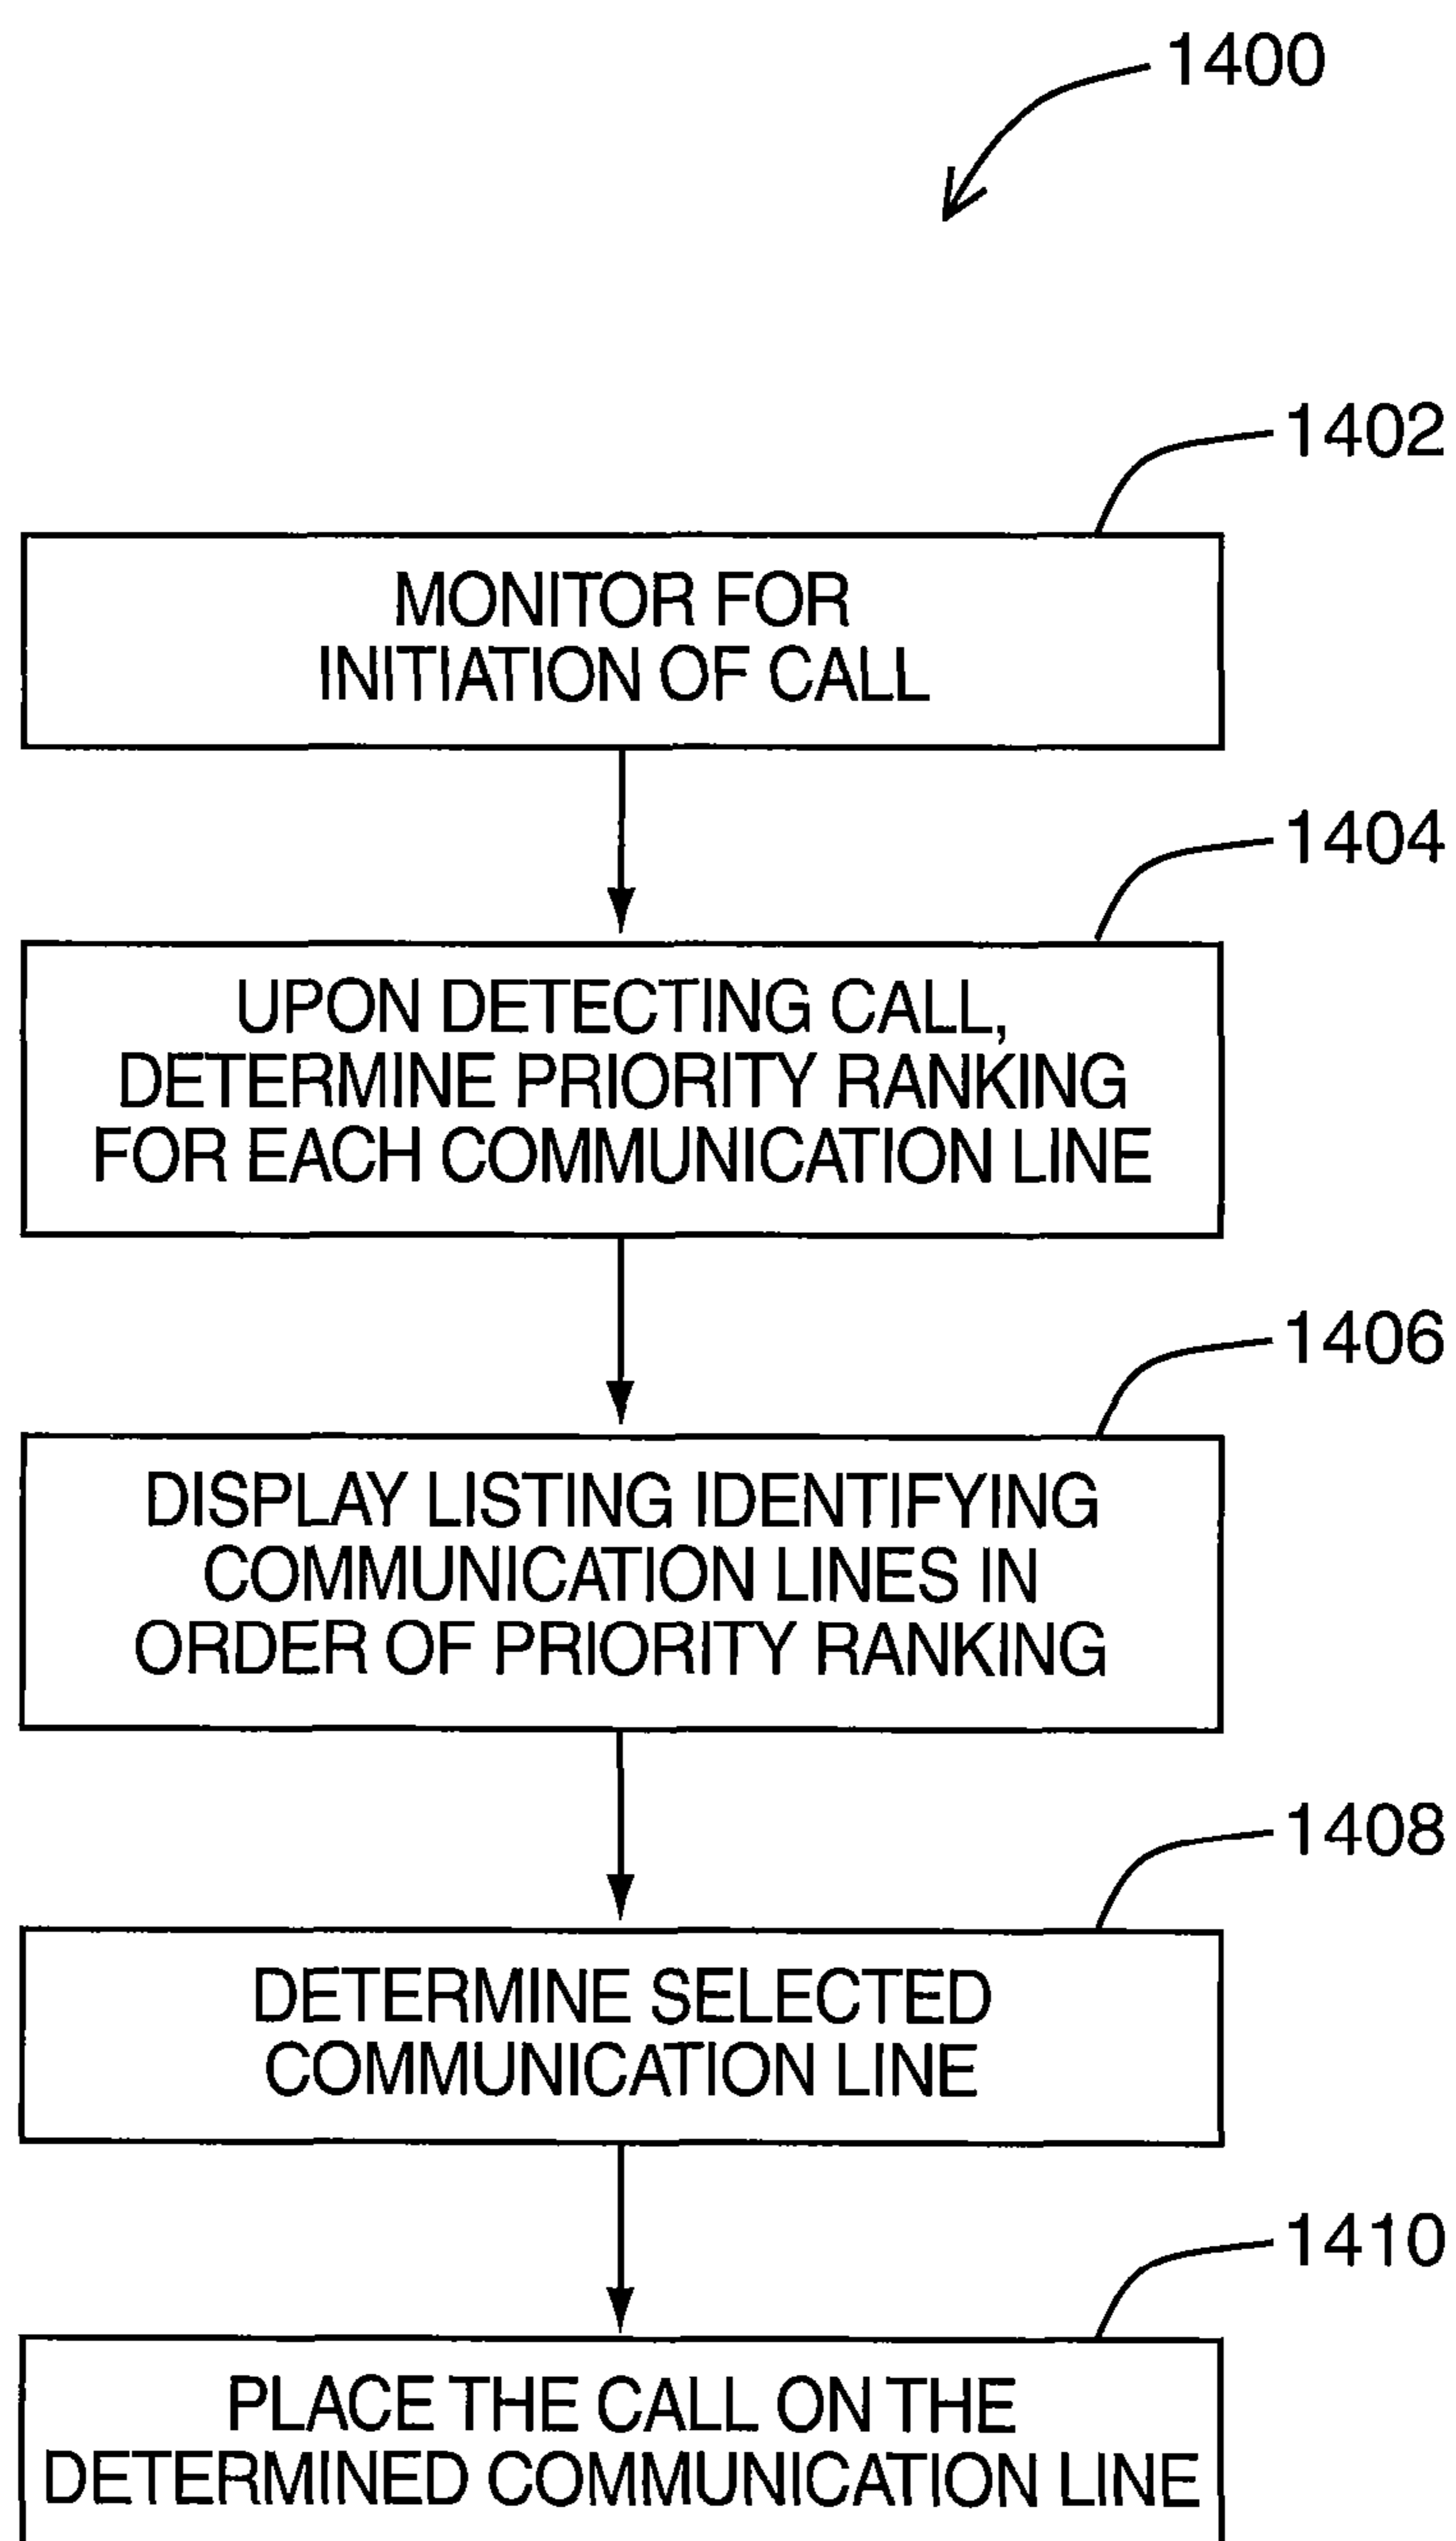 1400
1402
MONITOR FOR
INITIATION OF CALL
1404
UPON DETECTING CALL,
DETERMINE PRIORITY RANKING
FOR EACH COMMUNICATION LINE
1406
DISPLAY LISTING IDENTIFYING
COMMUNICATION LINES IN
ORDER OF PRIORITY RANKING
1408
DETERMINE SELECTED
COMMUNICATION LINE
1410
PLACE THE CALL ON THE
DETERMINED COMMUNICATION LINE